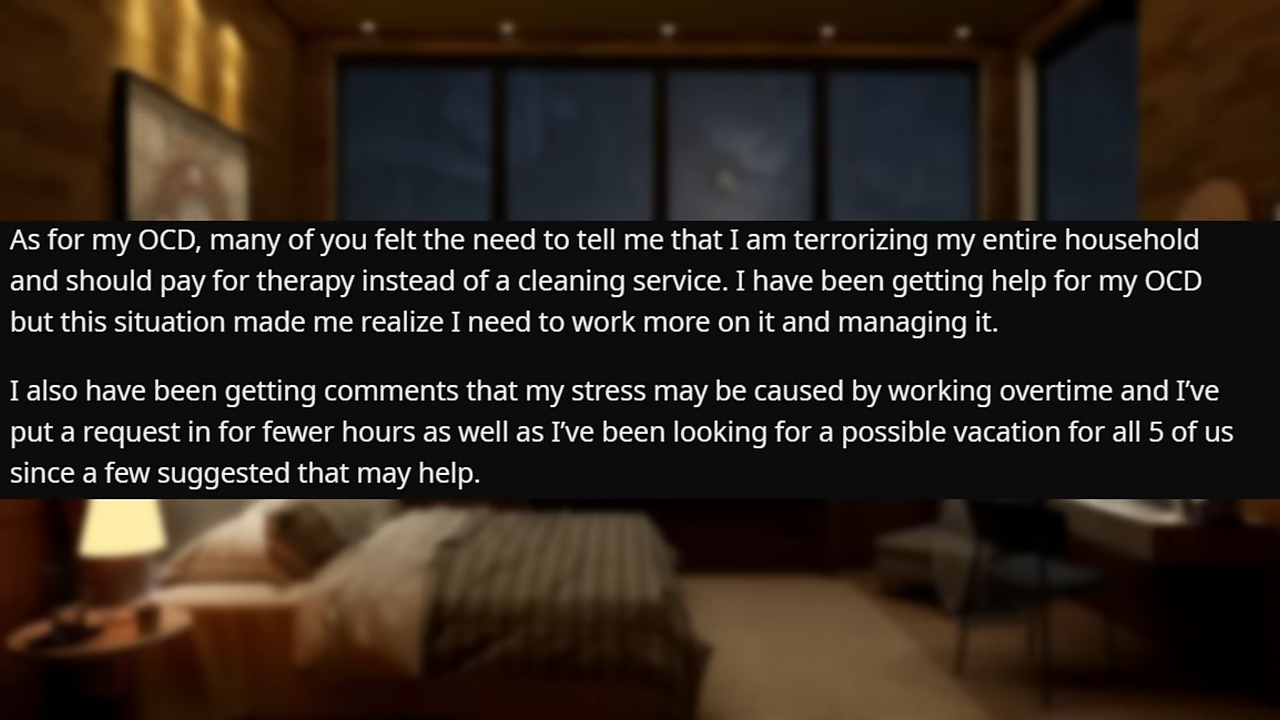 As for my OCD, many of you felt the need to tell me that I am terrorizing my entire household
and should pay for therapy instead of a cleaning service. I have been getting help for my OCD
but this situation made me realize I need to work more on it and managing it.
I also have been getting comments that my stress may be caused by working overtime and I’ve
put a request in for fewer hours as well as I’ve been looking for a possible vacation for all 5 of us
since a few suggested that may help.